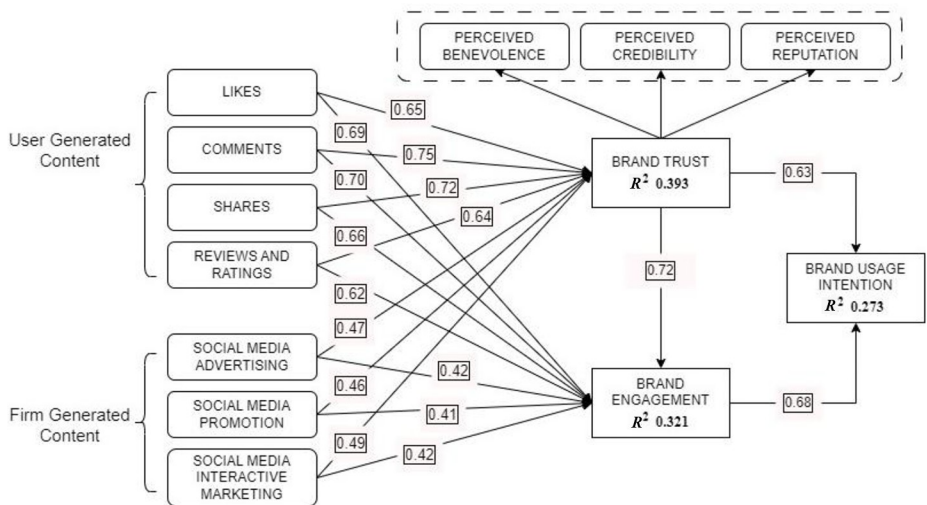 PERCEIVED
BENEVOLENCE
PERCEIVED
CREDIBILITY
PERCEIVED
REPUTATION
User Generated
Content
LIKES
COMMENTS
SHARES
REVIEWS AND
RATINGS
0.65
0.69
0.75
0.70
0.72
0.66
0.64
0.62
BRAND TRUST
R² 0.393
0.63
0.72
BRAND USAGE
INTENTION
R² 0.273
Firm Generated
Content
SOCIAL MEDIA
ADVERTISING
SOCIAL MEDIA
PROMOTION
SOCIAL MEDIA
INTERACTIVE
MARKETING
0.47
0.42
0.46
0.41
0.49
0.42
BRAND
ENGAGEMENT
R² 0.321
0.68